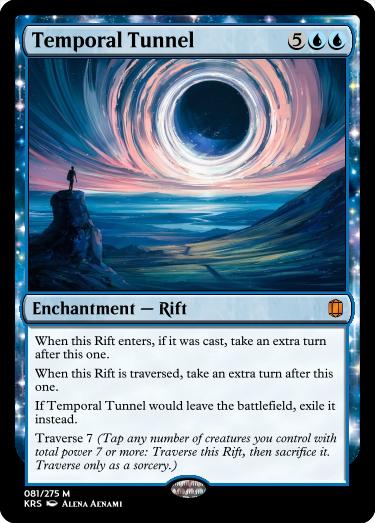 Temporal Tunnel 5
Enchantment — Rift
When this Rift enters, if it was cast, take an extra turn
after this one.
When this Rift is traversed, take an extra turn after this
one.
If Temporal Tunnel would leave the battlefield, exile it
instead.
Traverse 7 (Tap any number of creatures you control with
total power 7 or more: Traverse this Rift, then sacrifice it.
Traverse only as a sorcery.)
081/275 M
KRS Alena Aenami